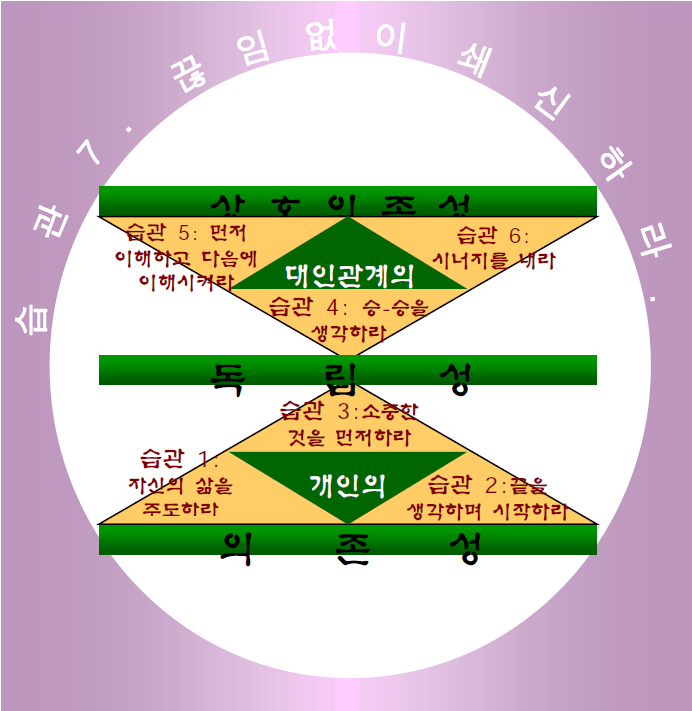 습관7. 끊임없이 쇄신하라.
상호의존성
습관 5: 먼저
이해하고 다음에
이해시켜라
습관 6:
시너지를 내라
대인관계의
습관 4: 승-승을
생각하라
독립성
습관 3:소중한
것을 먼저하라
습관 1:
자신의 삶을
주도하라
개인의
습관 2:끝을
생각하며 시작하라
의존성